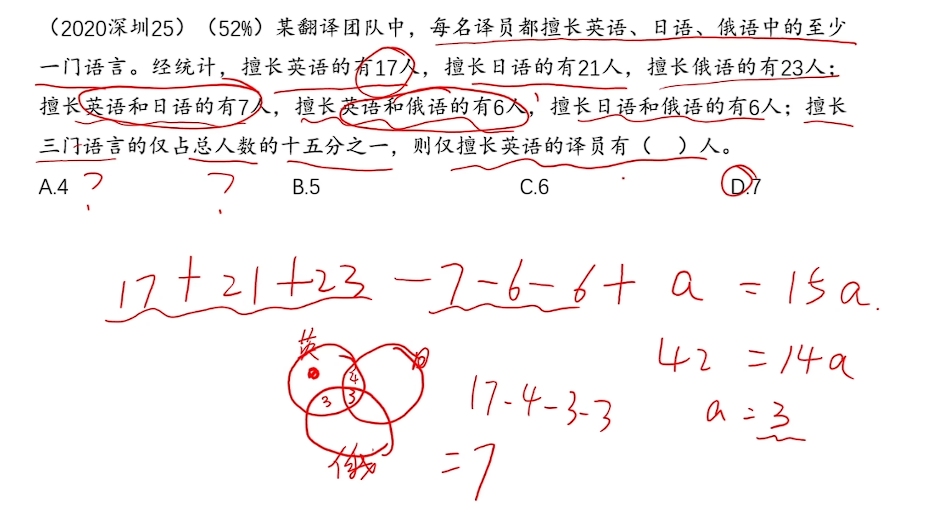 （2020深圳25）（52%）某翻译团队中，每名译员都擅长英语、日语、俄语中的至少
一门语言。经统计，擅长英语的有17人，擅长日语的有21人，擅长俄语的有23人；
擅长英语和日语的有7人，擅长英语和俄语的有6人，擅长日语和俄语的有6人；擅长
三门语言的仅占总人数的十五分之一，则仅擅长英语的译员有（ ）人。
A.4 B.5 C.6 D.7
? ?
17+21+23-7-6-6+a=15a.
42=14a
a=3
英 日
4
3 3
俄
17-4-3-3
=7